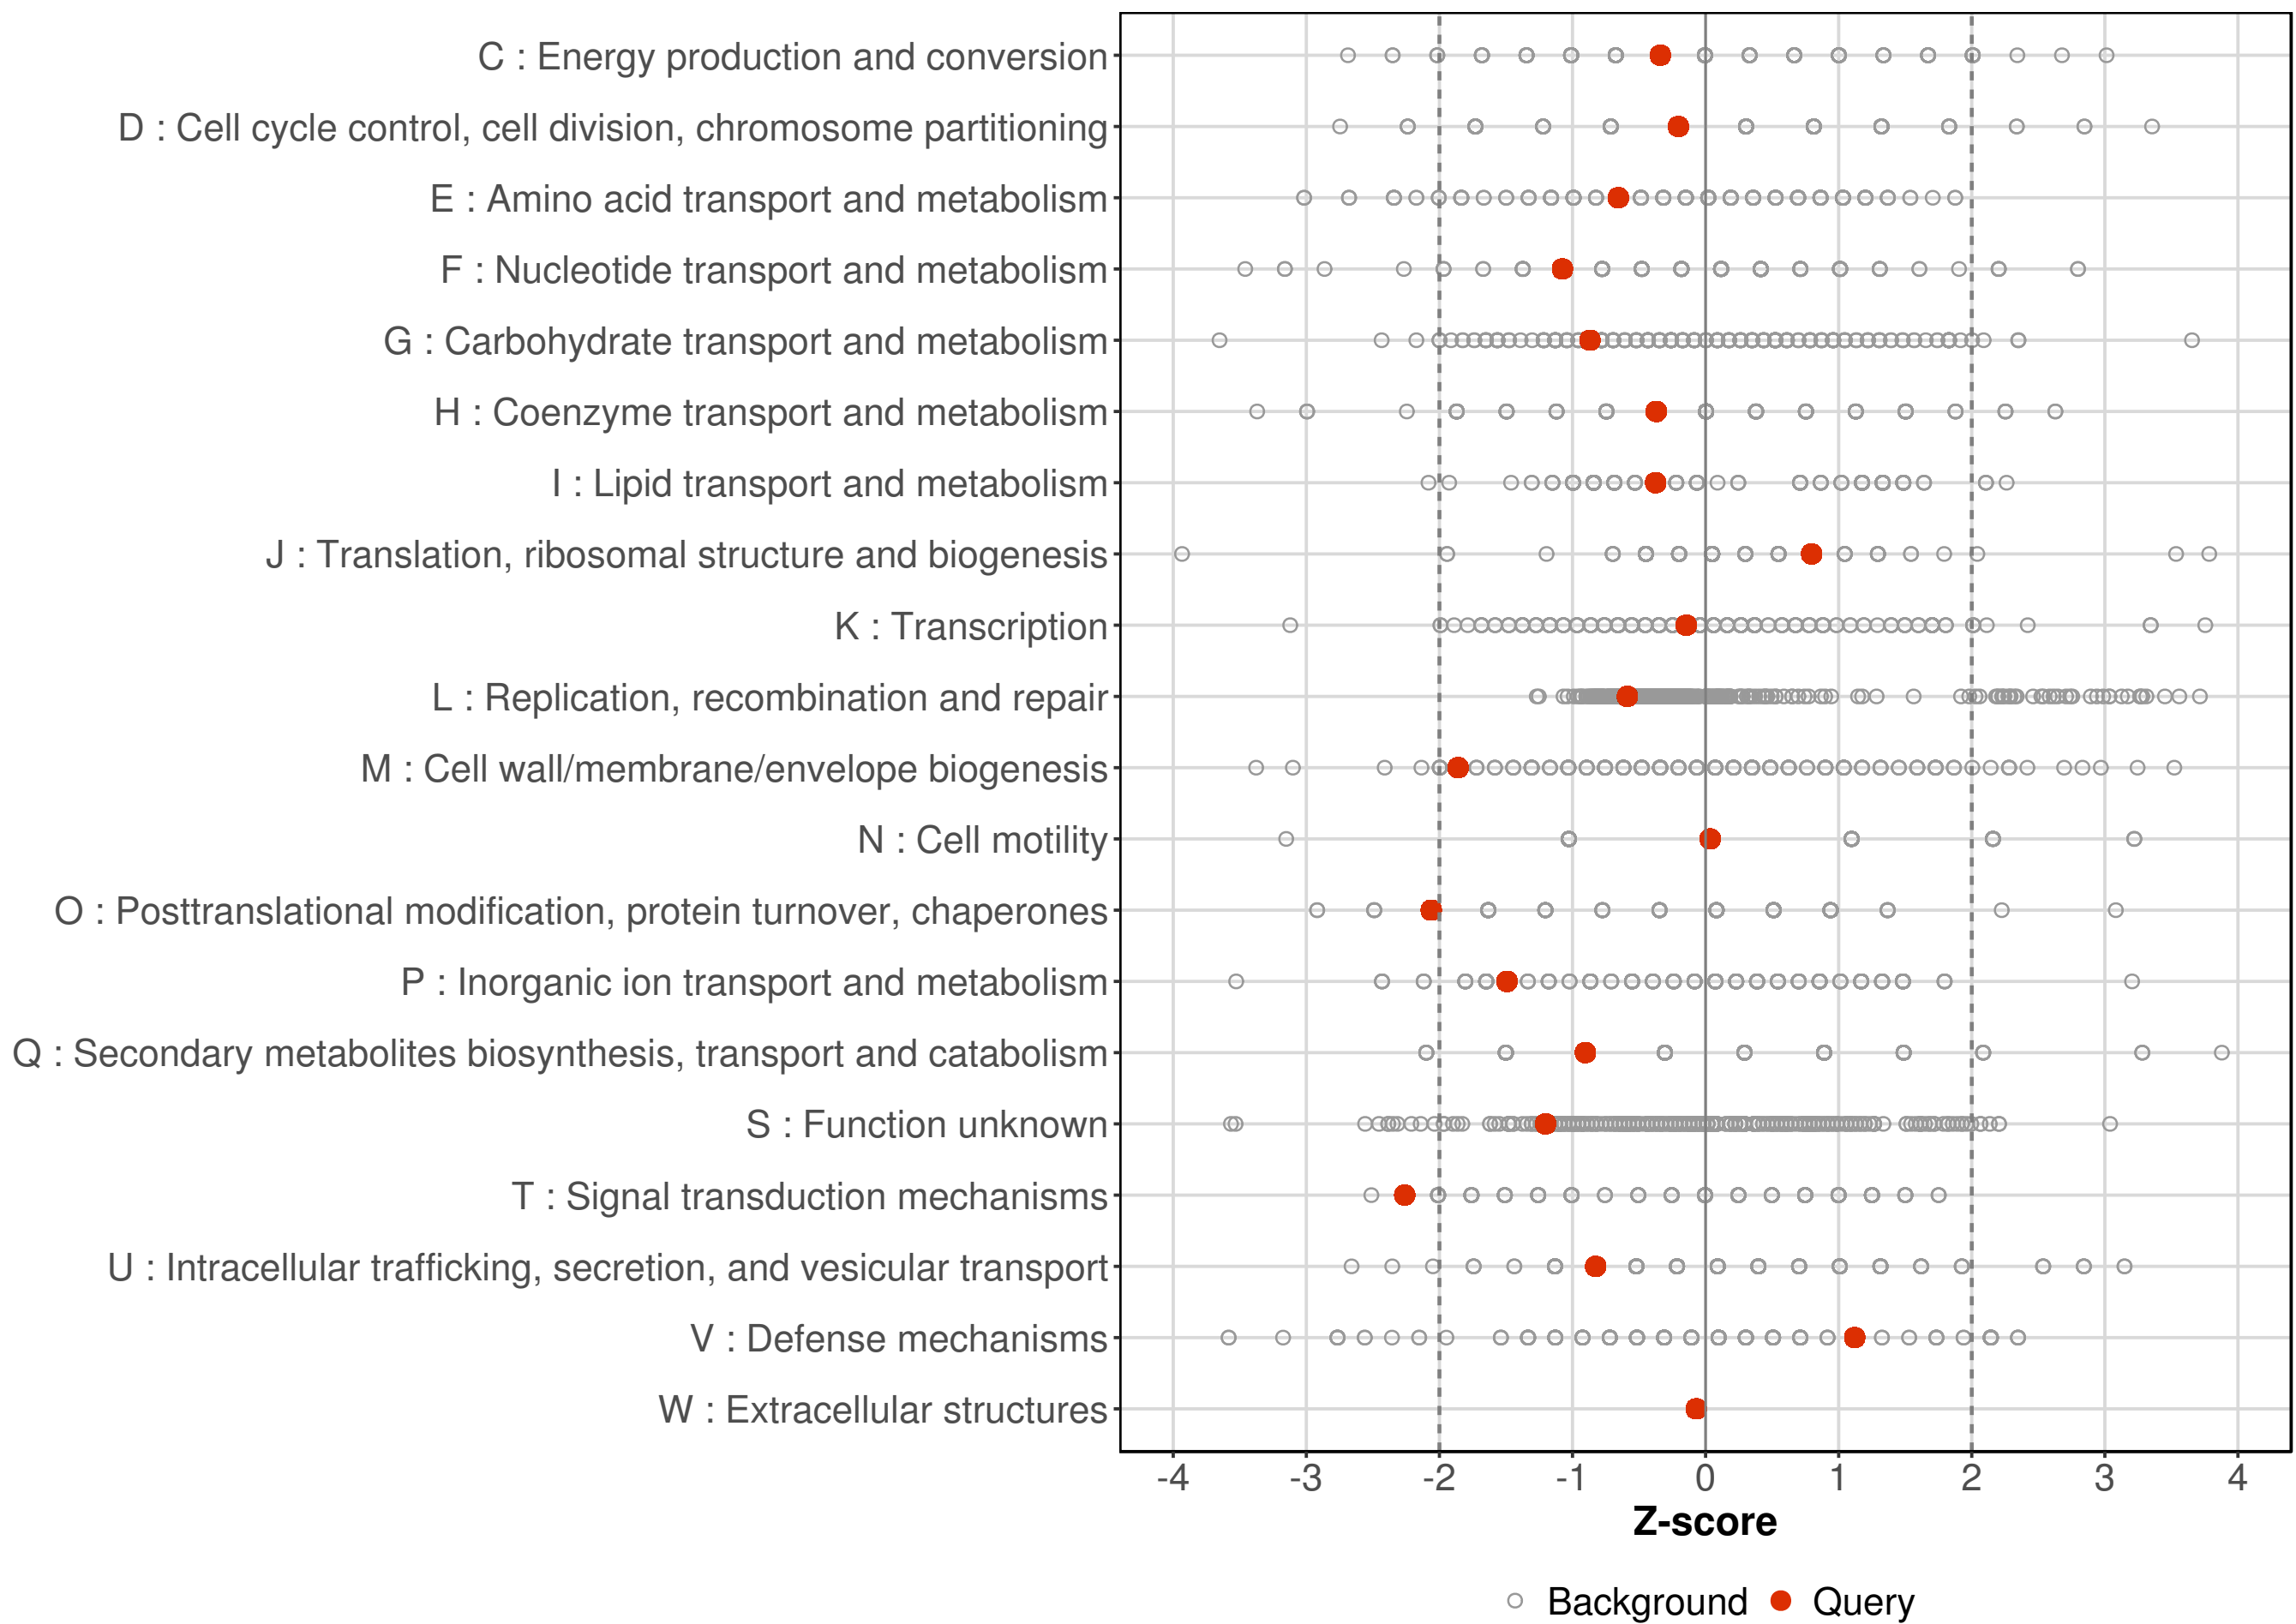 C : Energy production and conversion
D : Cell cycle control, cell division, chromosome partitioning
E : Amino acid transport and metabolism
F : Nucleotide transport and metabolism
G : Carbohydrate transport and metabolism
H : Coenzyme transport and metabolism
I : Lipid transport and metabolism
J : Translation, ribosomal structure and biogenesis
K : Transcription
L : Replication, recombination and repair
M : Cell wall/membrane/envelope biogenesis
N : Cell motility
O : Posttranslational modification, protein turnover, chaperones
P : Inorganic ion transport and metabolism
Q : Secondary metabolites biosynthesis, transport and catabolism
S : Function unknown
T : Signal transduction mechanisms
U : Intracellular trafficking, secretion, and vesicular transport
V : Defense mechanisms
W : Extracellular structures
-4 -3 -2 -1 0 1 2 3 4
Z-score
Background Query